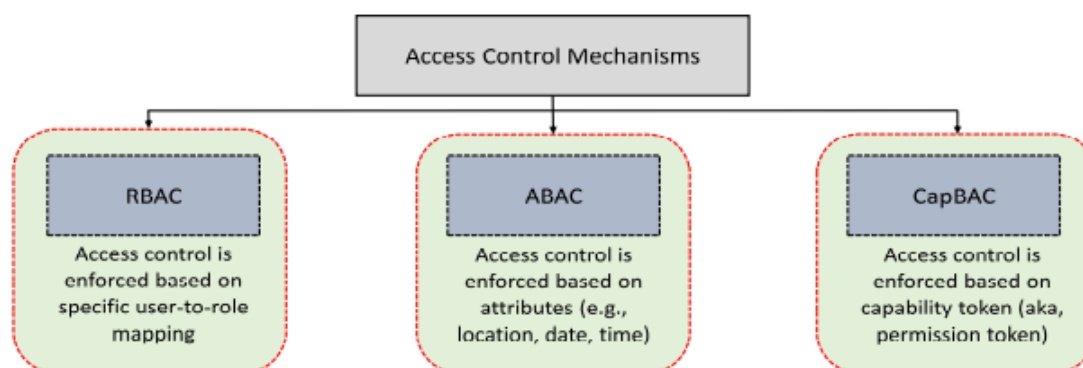 Access Control Mechanisms
RBAC
Access control is
enforced based on
specific user-to-role
mapping
ABAC
Access control is
enforced based on
attributes (e.g.,
location, date, time)
CapBAC
Access control is
enforced based on
capability token (aka,
permission token)